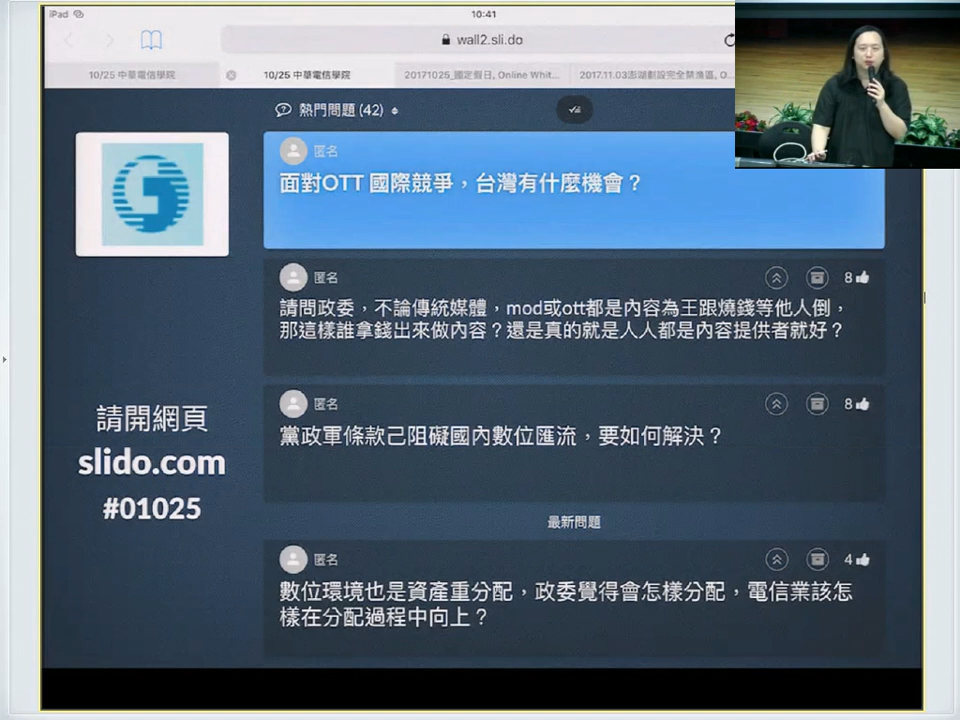 iPad
10:41
wall2.sli.do
10/25 中華電信學院
10/25 中華電信學院
20171025_國定假日, Online Whit...
2017.11.03澎湖劃設完全禁漁區, O...
熱門問題 (42)
匿名
面對OTT 國際競爭，台灣有什麼機會？
匿名
8
請問政委，不論傳統媒體，mod或ott都是內容為王跟燒錢等他人倒，
那這樣誰拿錢出來做內容？還是真的就是人人都是內容提供者就好？
請開網頁
slido.com
#01025
匿名
8
黨政軍條款己阻礙國內數位匯流，要如何解決？
最新問題
匿名
4
數位環境也是資產重分配，政委覺得會怎樣分配，電信業該怎
樣在分配過程中向上？